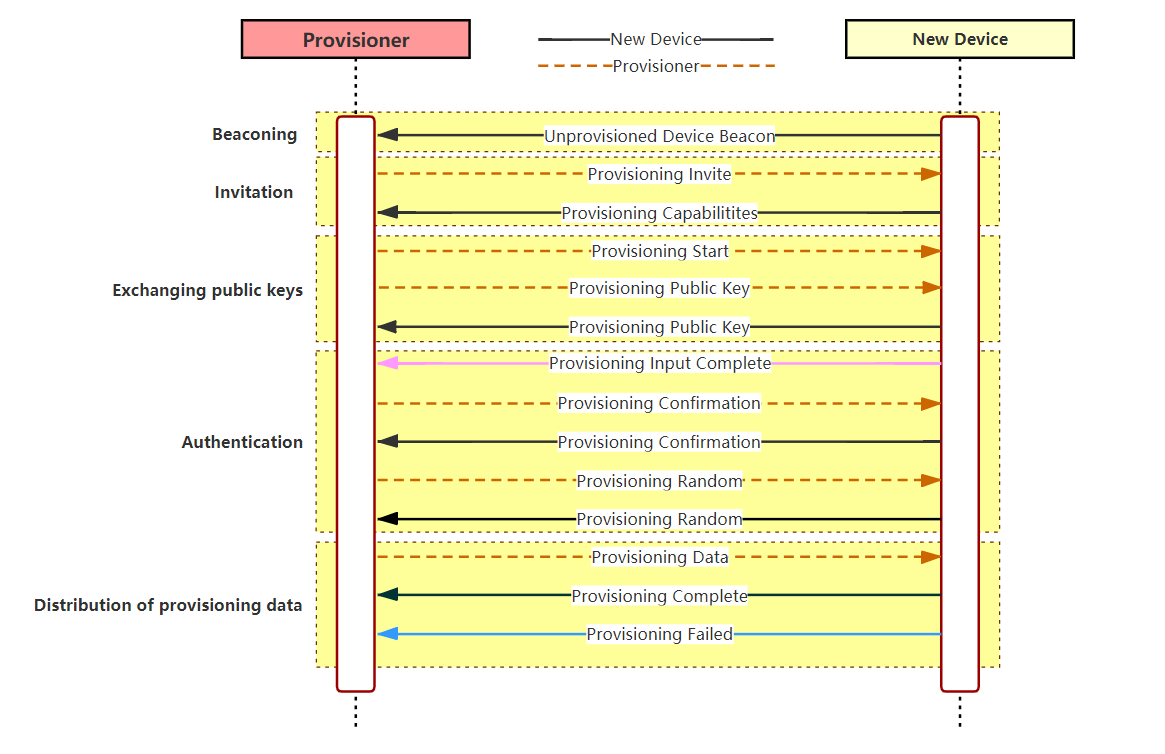 Provisioner
New Device
New Device
Provisioner
Beaconing
Unprovisioned Device Beacon
Invitation
Provisioning Invite
Provisioning Capabilitites
Exchanging public keys
Provisioning Start
Provisioning Public Key
Provisioning Public Key
Authentication
Provisioning Input Complete
Provisioning Confirmation
Provisioning Confirmation
Provisioning Random
Provisioning Random
Distribution of provisioning data
Provisioning Data
Provisioning Complete
Provisioning Failed